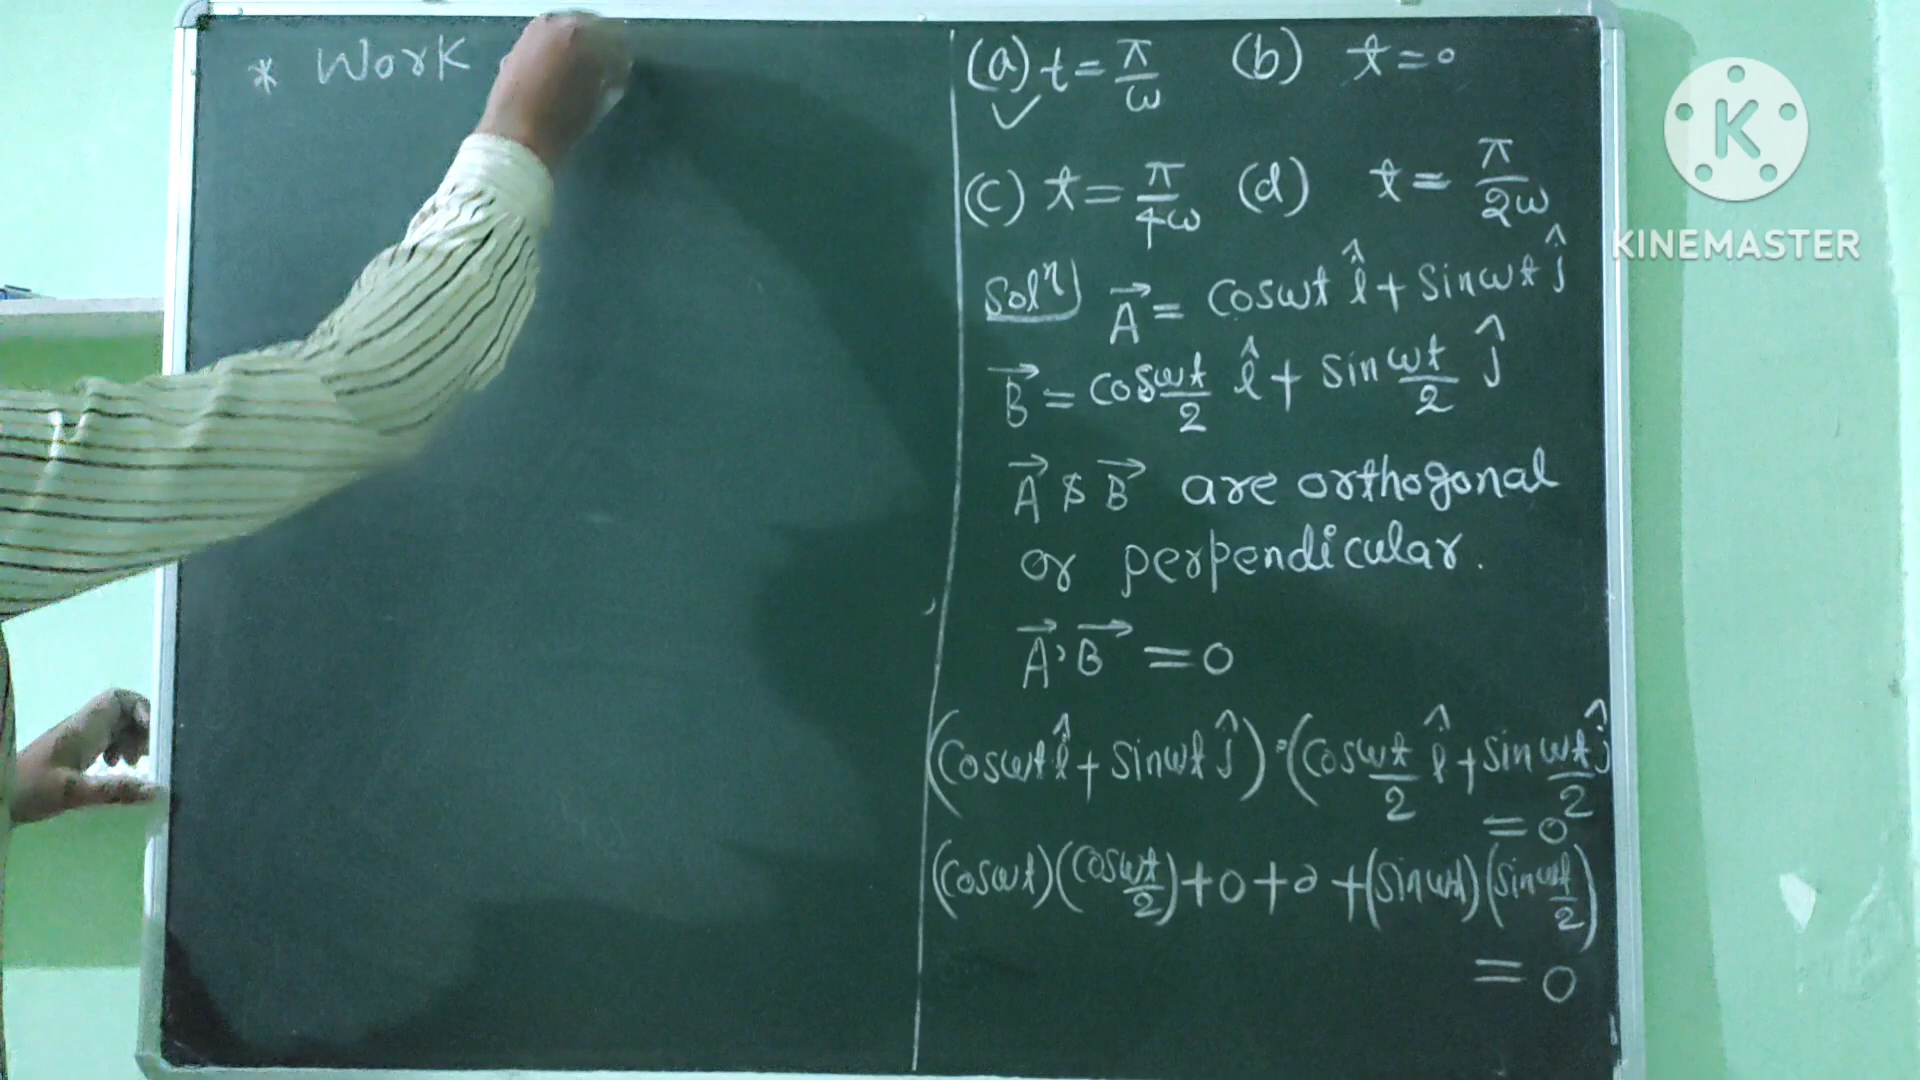 * Work
(a) t = π/ω (b) t = 0
✓
(c) t = π/4ω (d) t = π/2ω
Solⁿ) A⃗ = cosωt î + sinωt ĵ
B⃗ = cos ωt/2 î + sin ωt/2 ĵ
A⃗ & B⃗ are orthogonal
or perpendicular.
A⃗·B⃗ = 0
(cosωt î + sinωt ĵ)·(cos ωt/2 î + sin ωt/2 ĵ
= 0
(cosωt)(cos ωt/2) + 0 + 0 + (sinωt)(sin ωt/2)
= 0
K
KINEMASTER